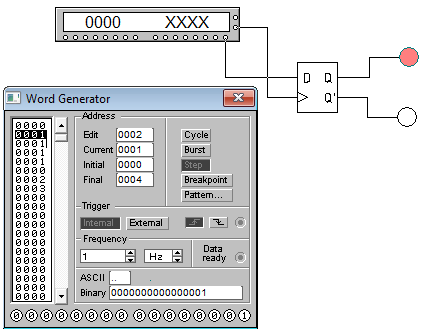 0000 XXXX
D Q
Q'
Word Generator
Address
0000
0001
0001
0001
0001
0000
0002
0003
0000
0000
0000
0000
0000
0000
0000
0000
0000
Edit 0002 Cycle
Current 0001 Burst
Initial 0000 Step
Final 0004 Breakpoint
Pattern...
Trigger
Internal External
Frequency
1 Hz
Data ready
ASCII ..
Binary 0000000000000001
0 0 0 0 0 0 0 0 0 0 0 0 0 0 0 1